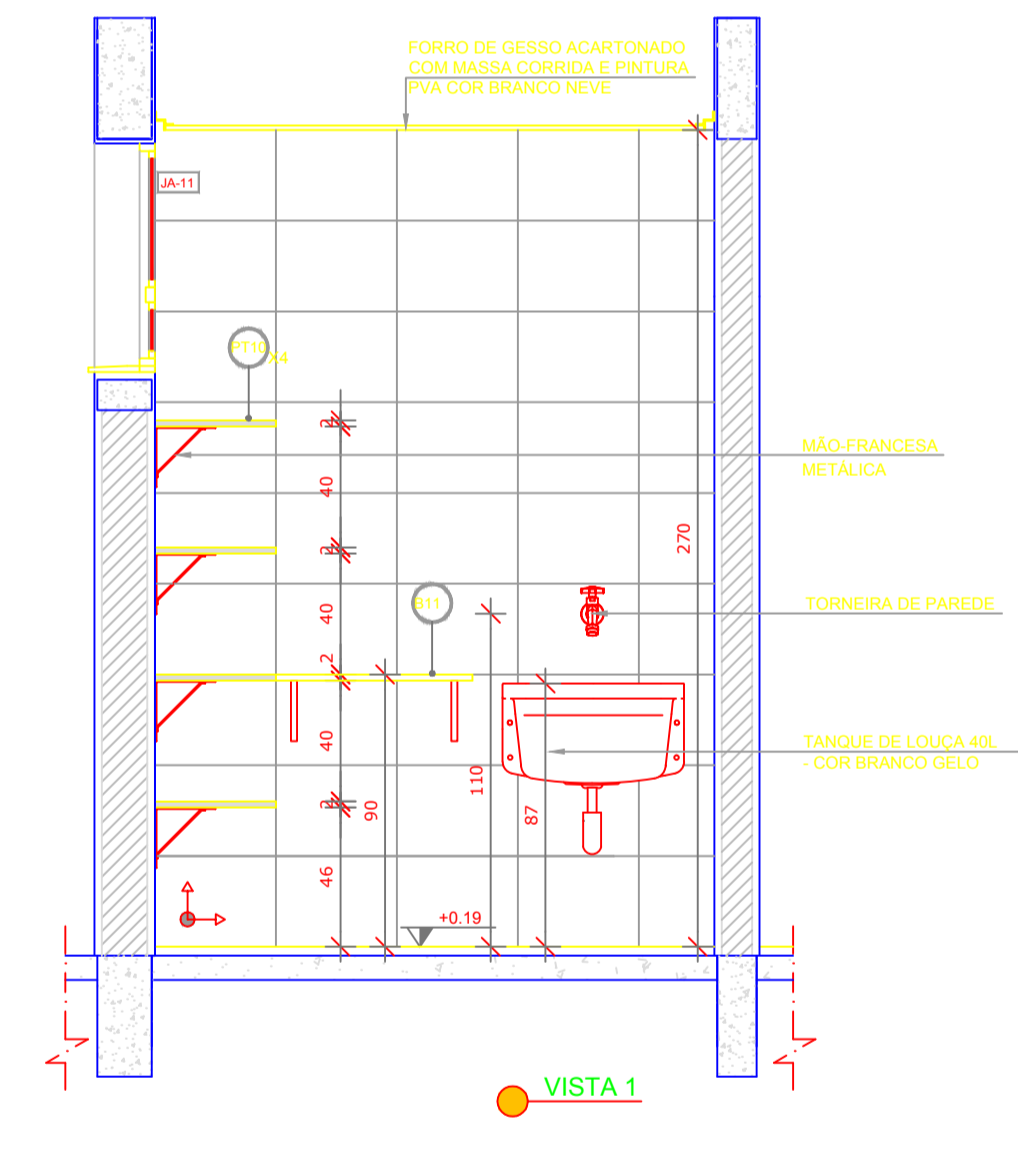 FORRO DE GESSO ACARTONADO
COM MASSA CORRIDA E PINTURA
PVA COR BRANCO NEVE
JA-11
PT10
X4
2
MÃO-FRANCESA
METÁLICA
40
270
2
B11
TORNEIRA DE PAREDE
40
2
40
TANQUE DE LOUÇA 40L
- COR BRANCO GELO
110
2
90
87
46
+0.19
VISTA 1